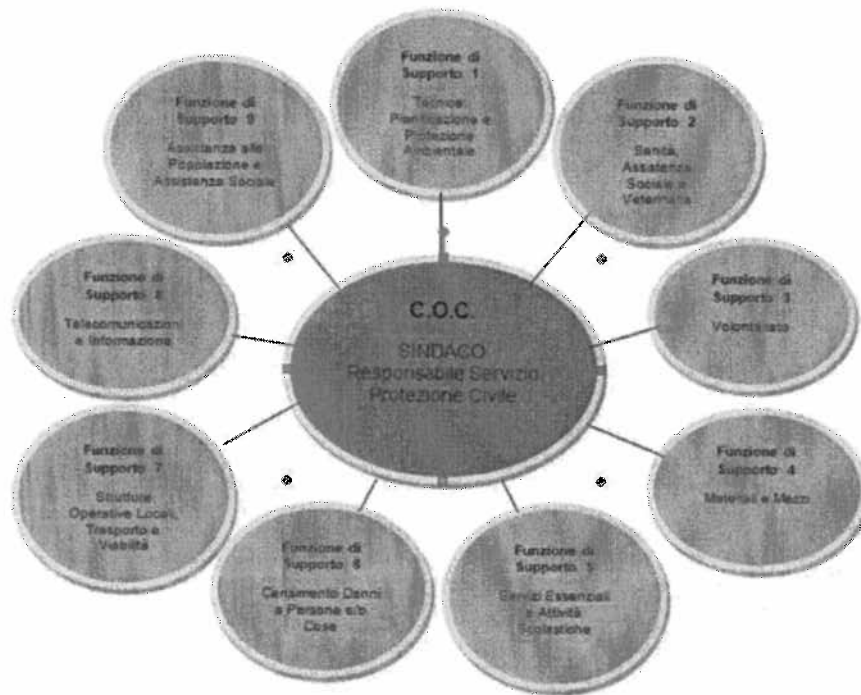 C.O.C.
SINDACO
Responsabile Servizio
Protezione Civile
Funzione di
Supporto 1
Tecnica
Pianificazione e
Protezione
Ambientale
Funzione di
Supporto 2
Sanità,
Assistenza
Sociale e
Veterinaria
Funzione di
Supporto 3
Volontariato
Funzione di
Supporto 4
Materiali e Mezzi
Funzione di
Supporto 5
Servizi Essenziali
e Attività
Scolastiche
Funzione di
Supporto 6
Censimento Danni
a Persone e/o
Cose
Funzione di
Supporto 7
Strutture
Operative Locali,
Trasporto e
Viabilità
Funzione di
Supporto 8
Telecomunicazioni
e Informazione
Funzione di
Supporto 9
Assistenza alla
Popolazione e
Assistenza Sociale